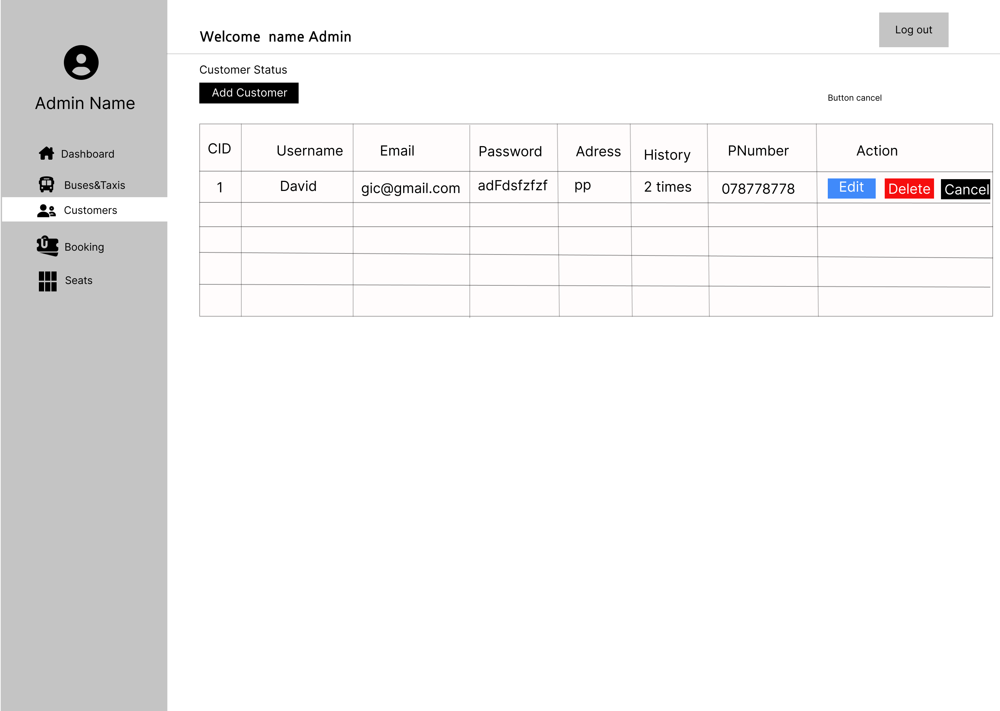 Admin Name
Dashboard
Buses&Taxis
Customers
Booking
Seats
Welcome name Admin
Log out
Customer Status
Add Customer
Button cancel
CID Username Email Password Adress History PNumber Action
1 David gic@gmail.com adFdsfzfzf pp 2 times 078778778 Edit Delete Cancel